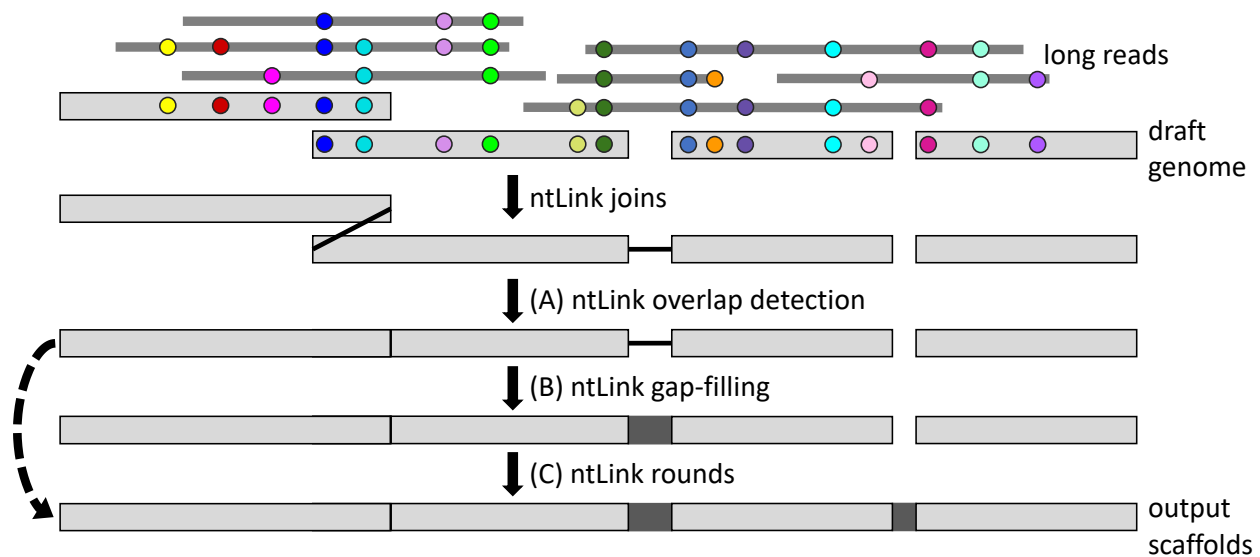 long reads
draft
genome
ntLink joins
(A) ntLink overlap detection
(B) ntLink gap-filling
(C) ntLink rounds
output
scaffolds